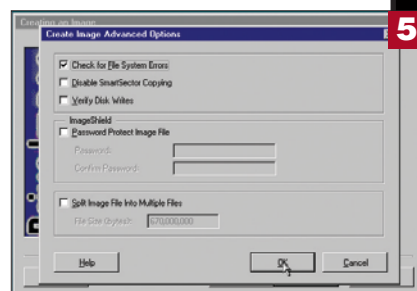 Creating an Image
5
Create Image Advanced Options
Check for File System Errors
Disable SmartSector Copying
Verify Disk Writes
ImageShield
Password Protect Image File
Password:
Confirm Password:
Split Image File Into Multiple Files
File Size (bytes): 670,000,000
Help OK Cancel